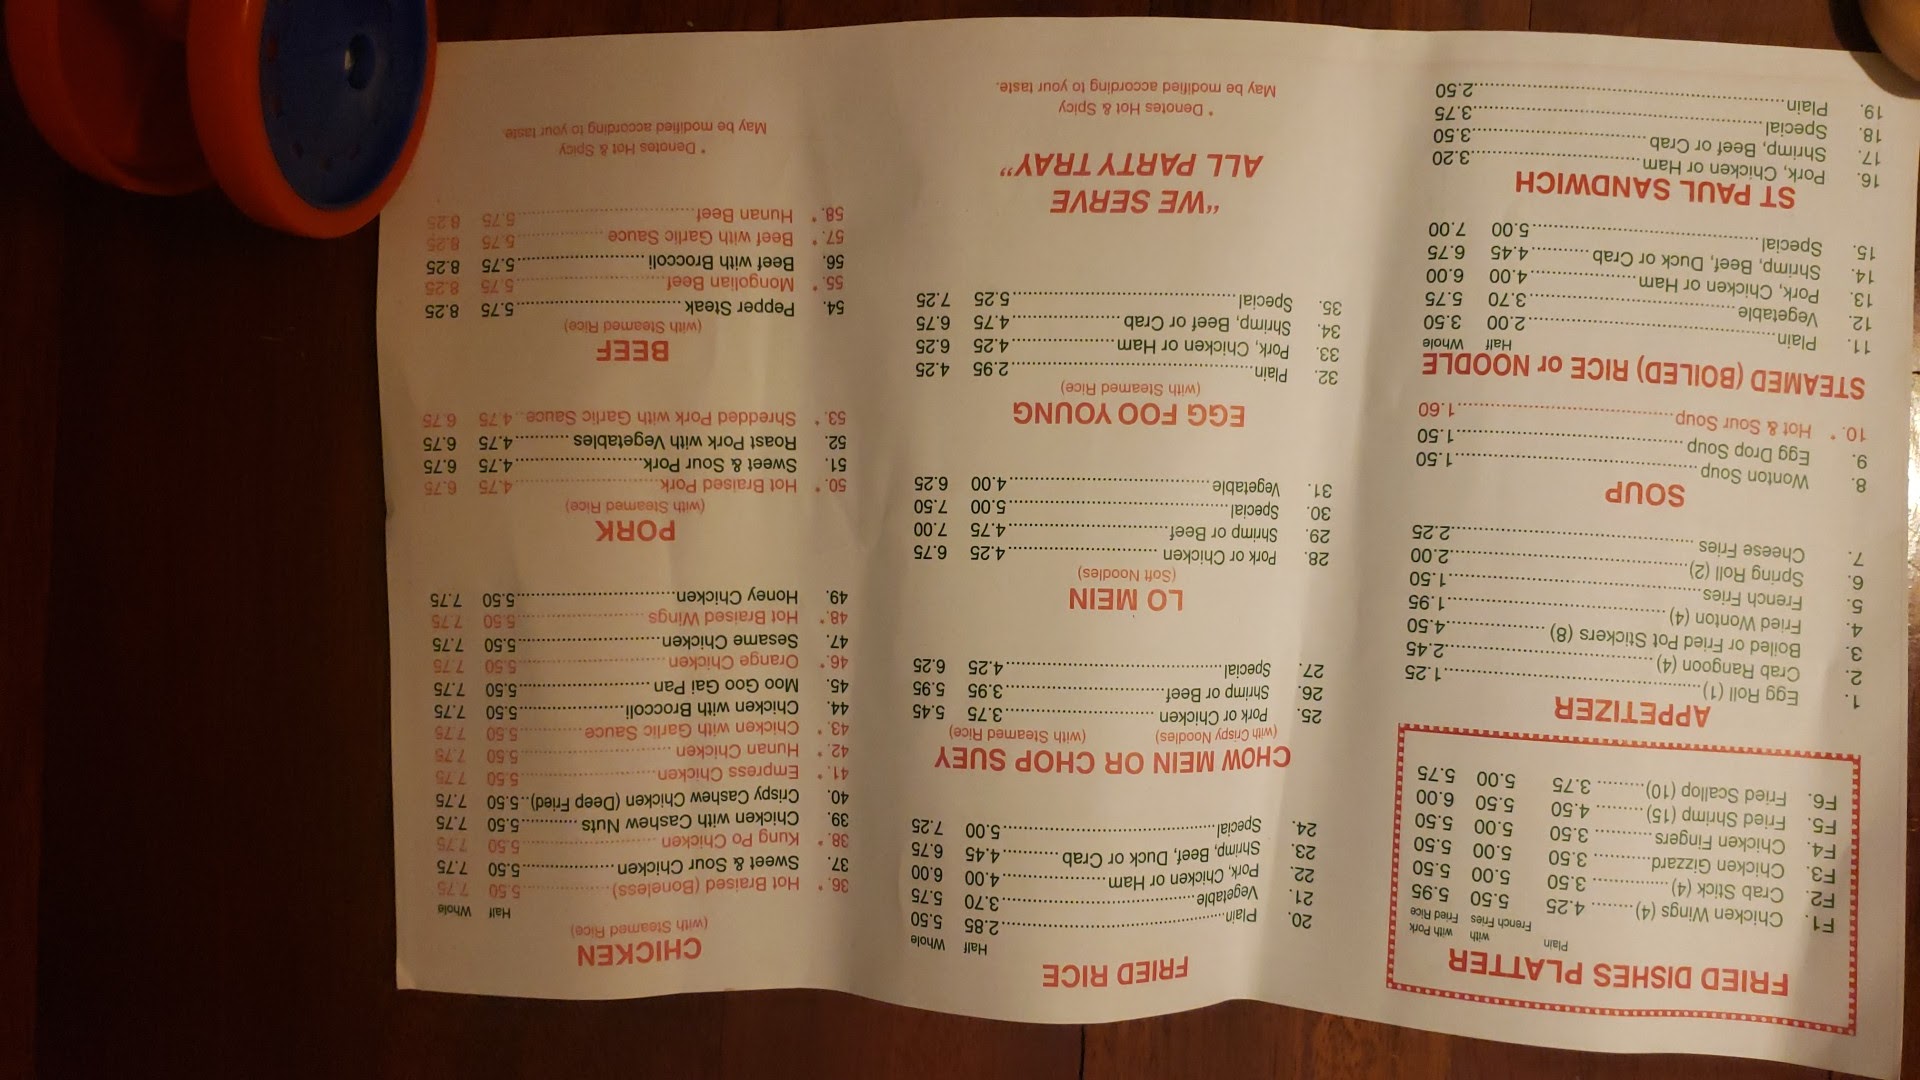 FRIED DISHES PLATTER
Plain with French Fries with Pork Fried Rice
F1. Chicken Wings (4) ........ 4.25 5.50 5.95
F2. Crab Stick (4) ............. 3.50 5.00 5.50
F3. Chicken Gizzard .......... 3.50 5.00 5.50
F4. Chicken Fingers .......... 3.50 5.00 5.50
F5. Fried Shrimp (15) ......... 4.50 5.50 6.00
F6. Fried Scallop (10) ........ 3.75 5.00 5.75
APPETIZER
1. Egg Roll (1) ........ 1.25
2. Crab Rangoon (4) ........ 2.45
3. Boiled or Fried Pot Stickers (8) ........ 4.50
4. Fried Wonton (4) ........ 1.95
5. French Fries ........ 1.50
6. Spring Roll (2) ........ 2.00
7. Cheese Fries ........ 2.25
SOUP
8. Wonton Soup ........ 1.50
9. Egg Drop Soup ........ 1.50
10. * Hot & Sour Soup ........ 1.60
STEAMED (BOILED) RICE or NOODLE
Half Whole
11. Plain ........ 2.00 3.50
12. Vegetable ........ 3.70 5.75
13. Pork, Chicken or Ham ........ 4.00 6.00
14. Shrimp, Beef, Duck or Crab ........ 4.45 6.75
15. Special ........ 5.00 7.00
ST PAUL SANDWICH
16. Pork, Chicken or Ham ........ 3.20
17. Shrimp, Beef or Crab ........ 3.50
18. Special ........ 3.75
19. Plain ........ 2.50
FRIED RICE
Half Whole
20. Plain ........ 2.85 5.50
21. Vegetable ........ 3.70 5.75
22. Pork, Chicken or Ham ........ 4.00 6.00
23. Shrimp, Beef, Duck or Crab ........ 4.45 6.75
24. Special ........ 5.00 7.25
CHOW MEIN OR CHOP SUEY
(with Crispy Noodles) (with Steamed Rice)
25. Pork or Chicken ........ 3.75 5.45
26. Shrimp or Beef ........ 3.95 5.95
27. Special ........ 4.25 6.25
LO MEIN
(Soft Noodles)
28. Pork or Chicken ........ 4.25 6.75
29. Shrimp or Beef ........ 4.75 7.00
30. Special ........ 5.00 7.50
31. Vegetable ........ 4.00 6.25
EGG FOO YOUNG
(with Steamed Rice)
32. Plain ........ 2.95 4.25
33. Pork, Chicken or Ham ........ 4.25 6.25
34. Shrimp, Beef or Crab ........ 4.75 6.75
35. Special ........ 5.25 7.25
"WE SERVE
ALL PARTY TRAY"
* Denotes Hot & Spicy
May be modified according to your taste.
CHICKEN
(with Steamed Rice)
Half Whole
36. * Hot Braised (Boneless) ........ 5.50 7.75
37. Sweet & Sour Chicken ........ 5.50 7.75
38. * Kung Po Chicken ........ 5.50 7.75
39. Chicken with Cashew Nuts ........ 5.50 7.75
40. Crispy Cashew Chicken (Deep Fried) .. 5.50 7.75
41. * Empress Chicken ........ 5.50 7.75
42. * Hunan Chicken ........ 5.50 7.75
43. * Chicken with Garlic Sauce ........ 5.50 7.75
44. Chicken with Broccoli ........ 5.50 7.75
45. Moo Goo Gai Pan ........ 5.50 7.75
46. * Orange Chicken ........ 5.50 7.75
47. Sesame Chicken ........ 5.50 7.75
48. * Hot Braised Wings ........ 5.50 7.75
49. Honey Chicken ........ 5.50 7.75
PORK
(with Steamed Rice)
50. * Hot Braised Pork ........ 4.75 6.75
51. Sweet & Sour Pork ........ 4.75 6.75
52. Roast Pork with Vegetables ........ 4.75 6.75
53. * Shredded Pork with Garlic Sauce .. 4.75 6.75
BEEF
(with Steamed Rice)
54. Pepper Steak ........ 5.75 8.25
55. * Mongolian Beef ........ 5.75 8.25
56. Beef with Broccoli ........ 5.75 8.25
57. * Beef with Garlic Sauce ........ 5.75 8.25
58. * Hunan Beef ........ 5.75 8.25
* Denotes Hot & Spicy
May be modified according to your taste.